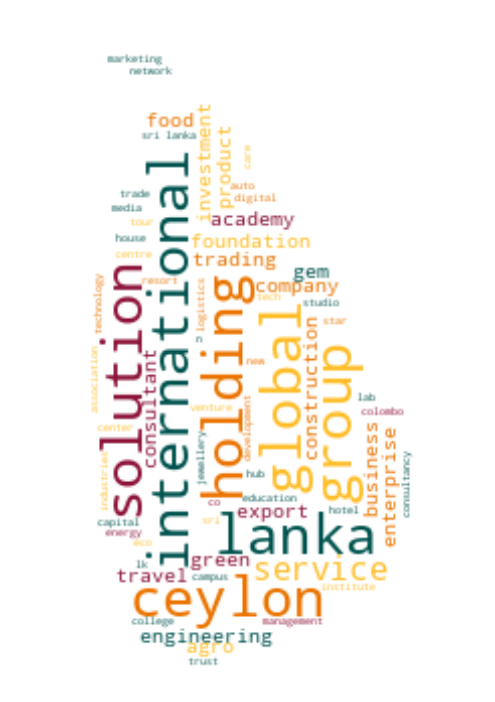 marketing
network
food
sri lanka
investment
product
care
international
auto
digital
trade
media
academy
tour
house
foundation
centre
trading
solution
gem
resort
technology
holding
company
logistics
tech
studio
global
star
construction
n
group
association
consultant
new
lab
venture
colombo
development
center
business
jewellery
enterprise
consultancy
industries
hub
education
co
export
hotel
capital
sri
lanka
energy
eco
green
lk
service
travel
campus
ceylon
institute
college
management
engineering
agro
trust